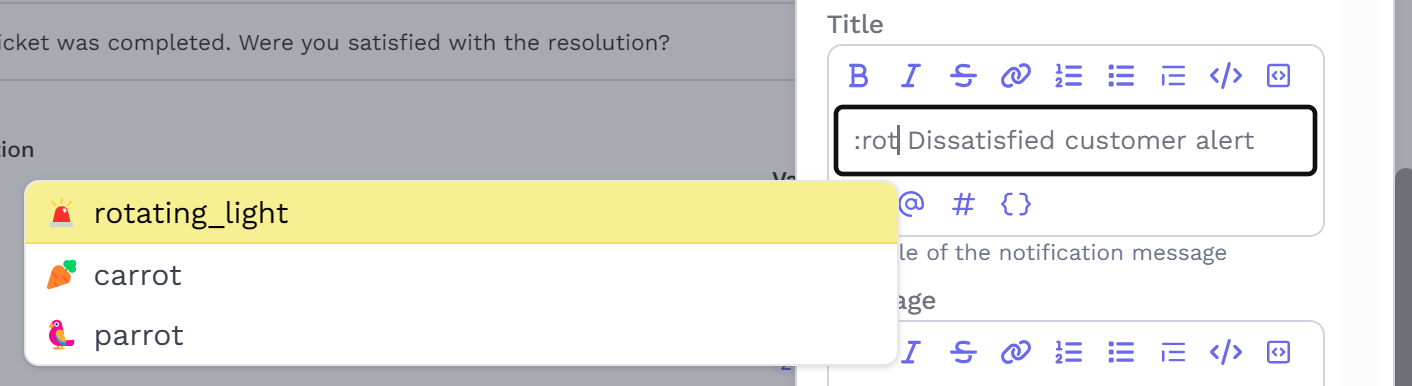 Title
icket was completed. Were you satisfied with the resolution?
:rot Dissatisfied customer alert
tion
rotating_light
carrot
parrot
@ # {}
le of the notification message
age